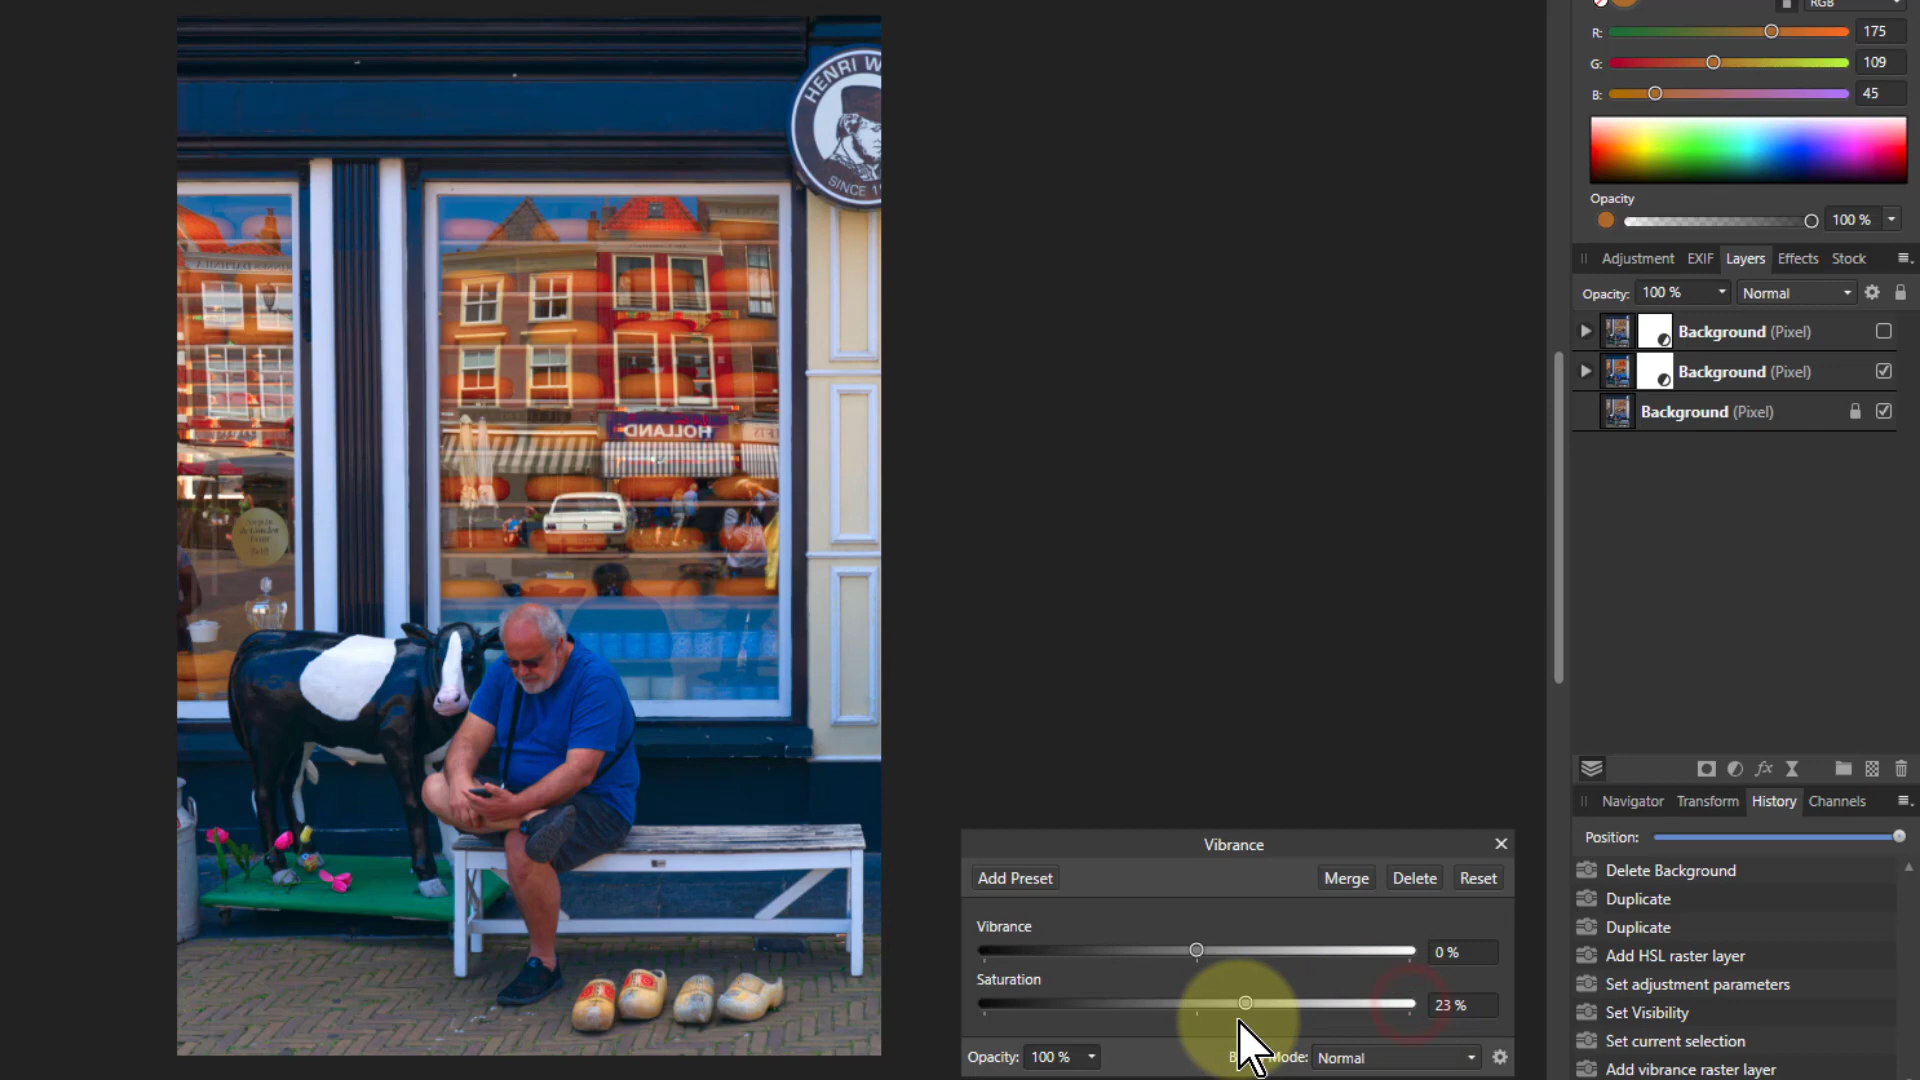 RGB
R: 175
G: 109
B: 45
Opacity
100 %
Adjustment EXIF Layers Effects Stock
Opacity: 100 % Normal
Background (Pixel)
Background (Pixel)
Background (Pixel)
Navigator Transform History Channels
Position:
Delete Background
Duplicate
Duplicate
Add HSL raster layer
Set adjustment parameters
Set Visibility
Set current selection
Add vibrance raster layer
Vibrance
Add Preset Merge Delete Reset
Vibrance
0 %
Saturation
23 %
Opacity: 100 % Mode: Normal
HENRI W
SINCE 1
HOLLAND